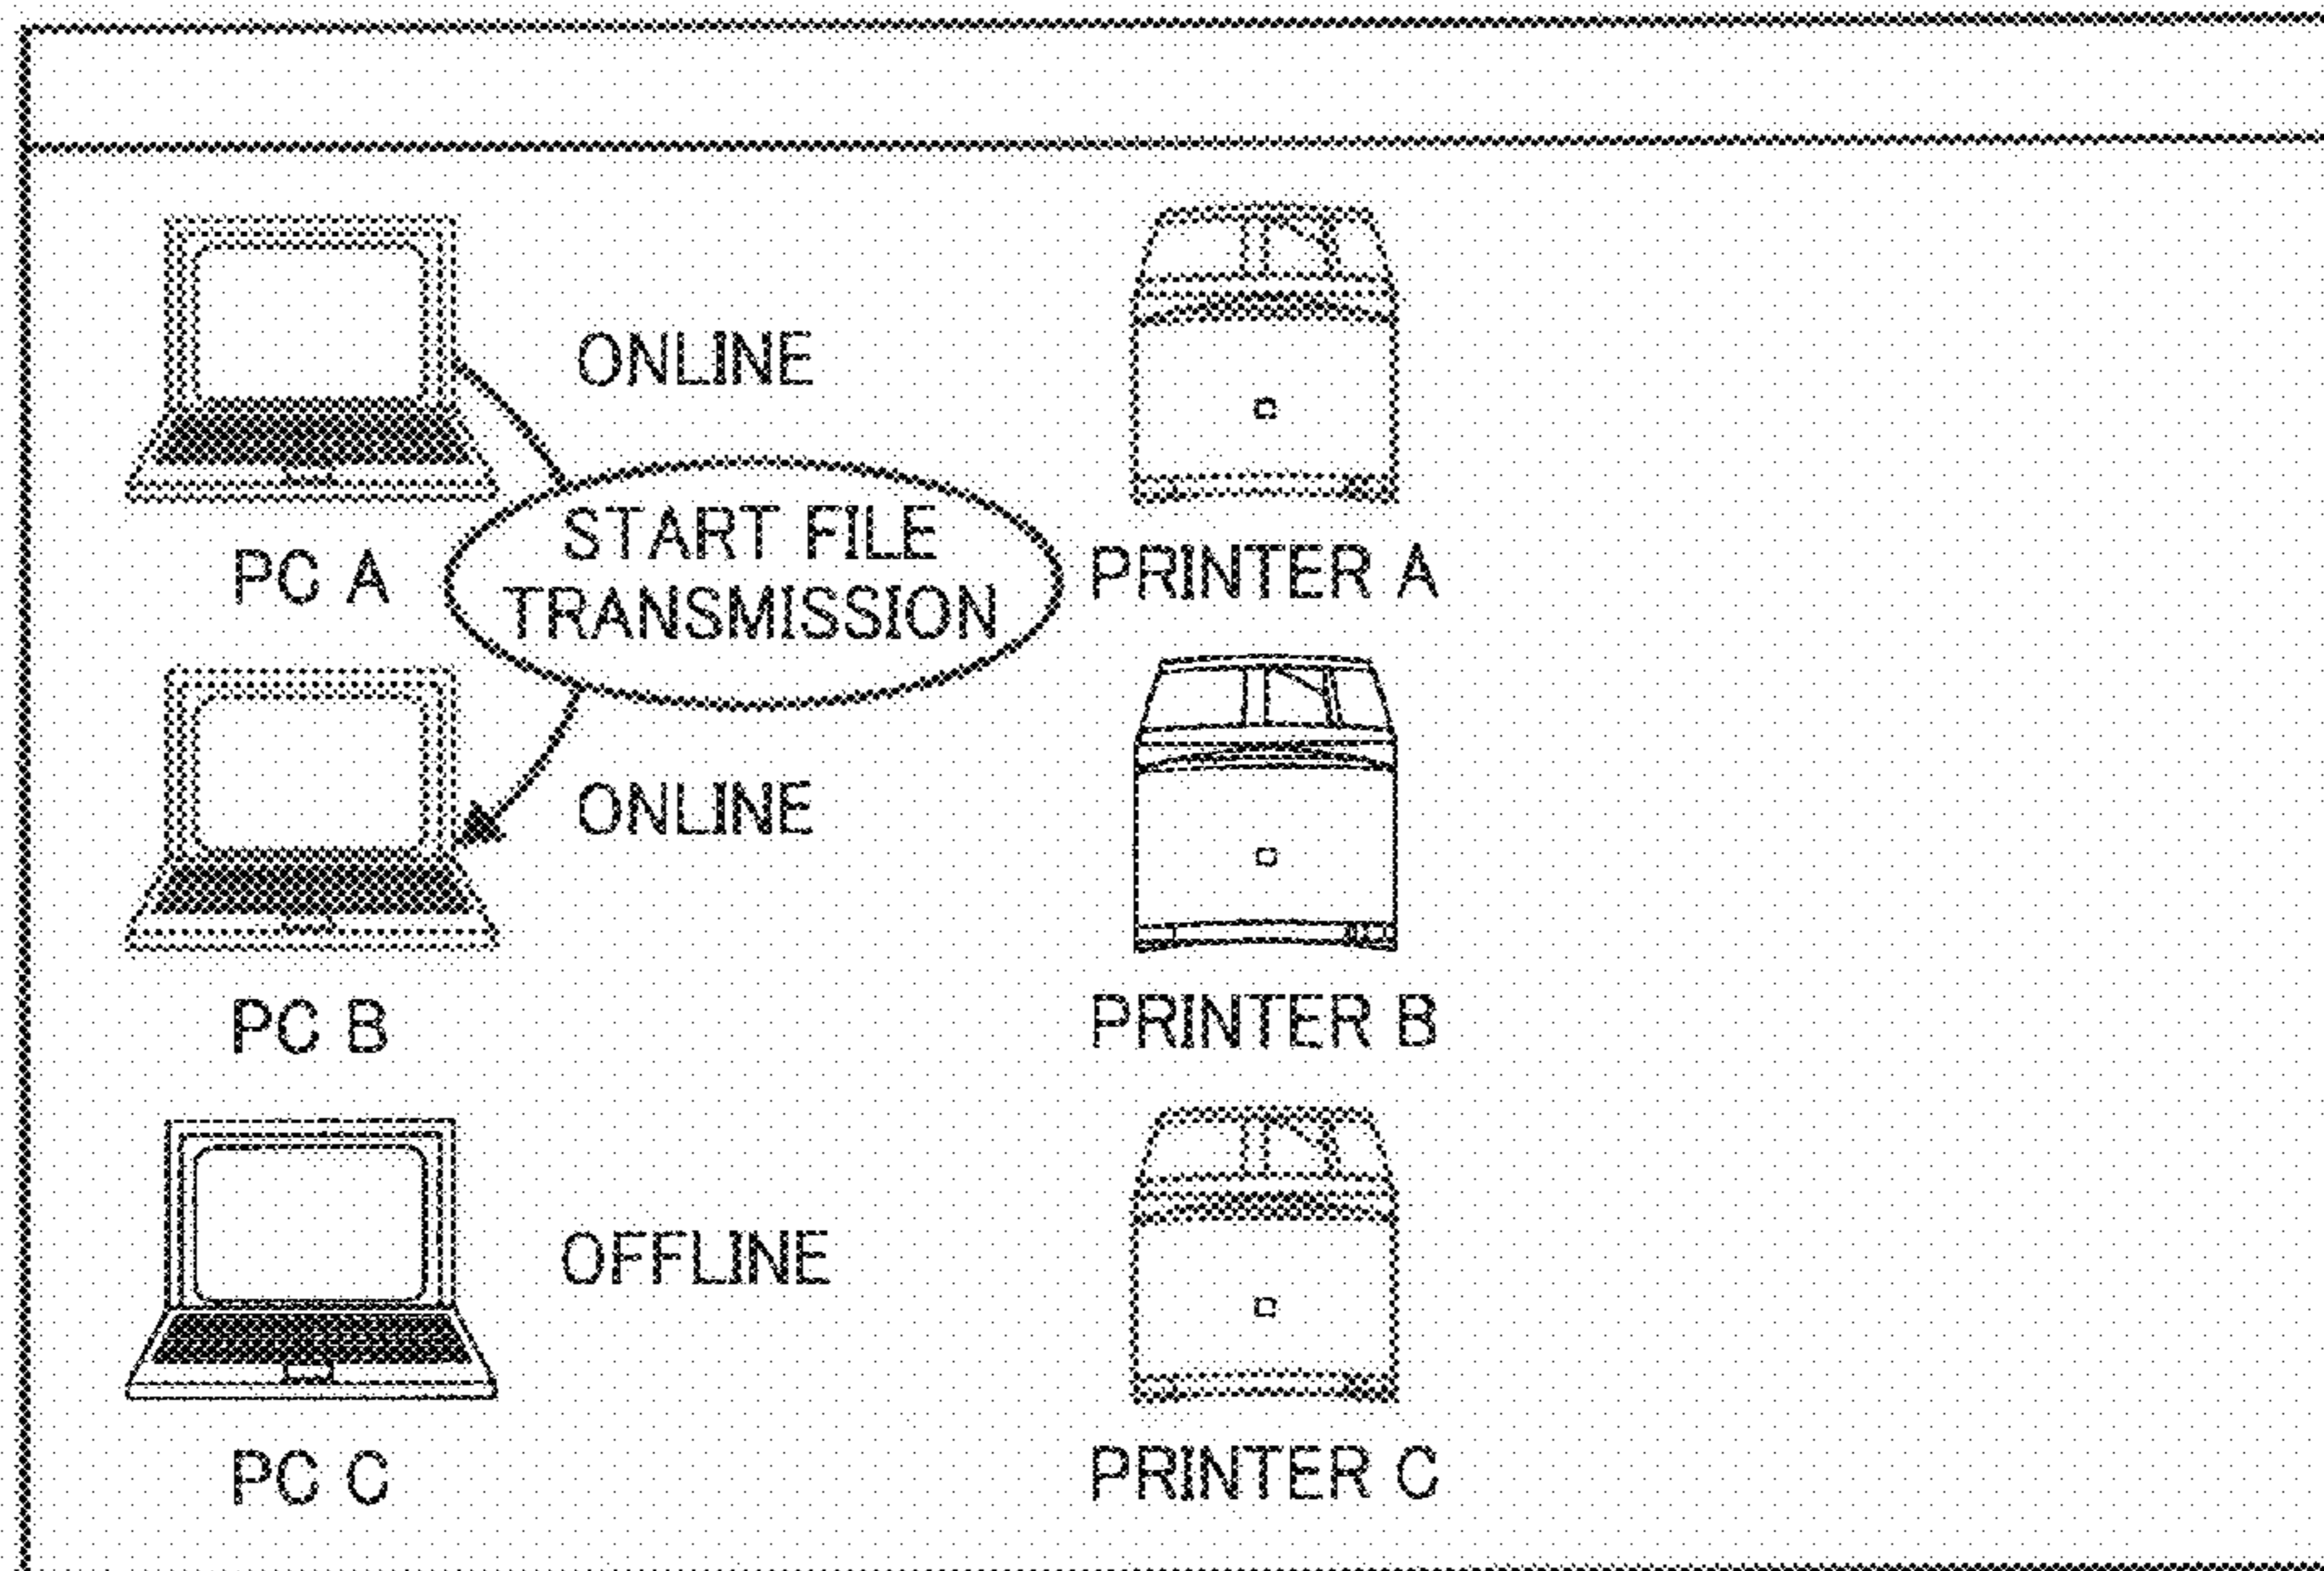 ONLINE
START FILE
TRANSMISSION
PC A
PRINTER A
ONLINE
PC B
PRINTER B
OFFLINE
PC C
PRINTER C